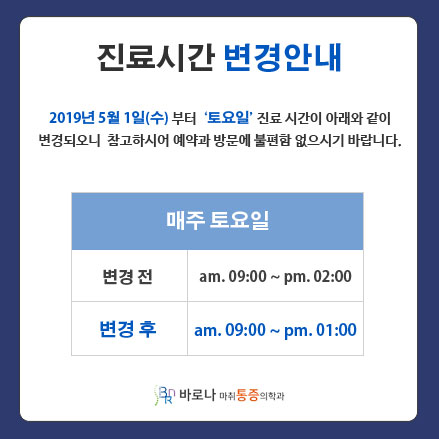 진료시간 변경안내
2019년 5월 1일(수) 부터 ‘토요일’ 진료 시간이 아래와 같이
변경되오니 참고하시어 예약과 방문에 불편함 없으시기 바랍니다.
매주 토요일
변경 전 am. 09:00 ~ pm. 02:00
변경 후 am. 09:00 ~ pm. 01:00
바로나 마취통증의학과